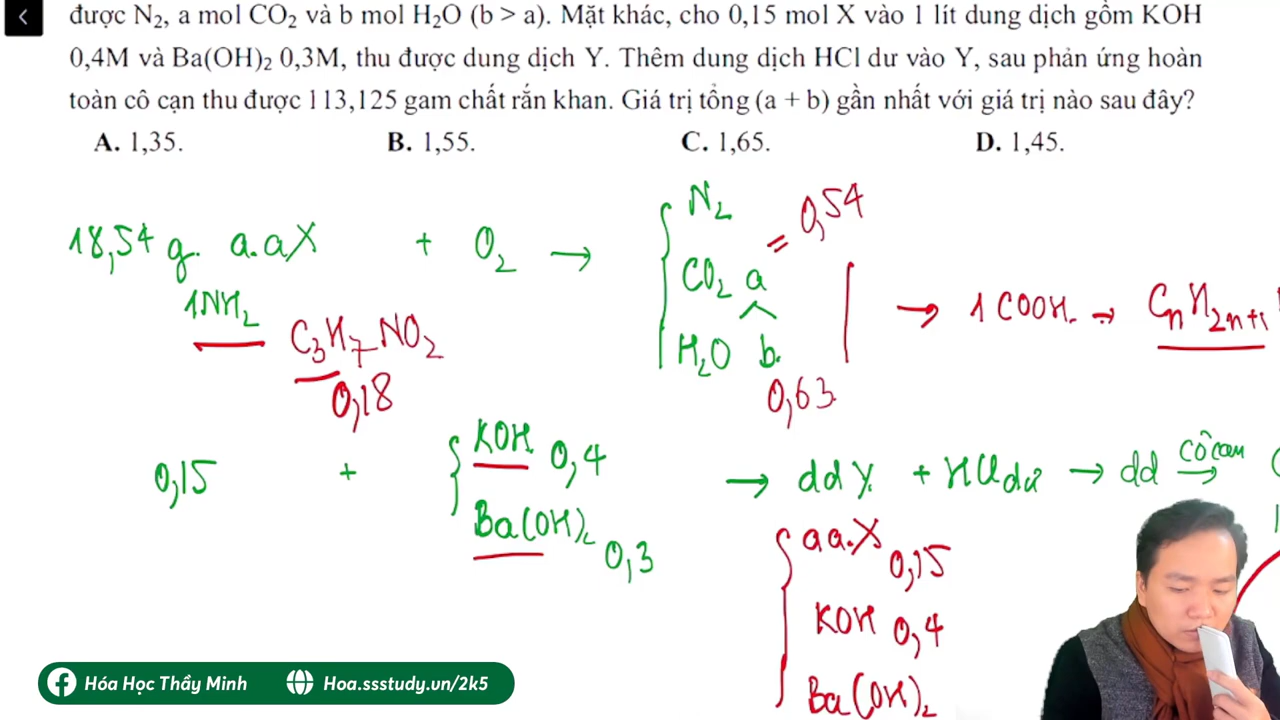 được N₂, a mol CO₂ và b mol H₂O (b > a). Mặt khác, cho 0,15 mol X vào 1 lít dung dịch gồm KOH
0,4M và Ba(OH)₂ 0,3M, thu được dung dịch Y. Thêm dung dịch HCl dư vào Y, sau phản ứng hoàn
toàn cô cạn thu được 113,125 gam chất rắn khan. Giá trị tổng (a + b) gần nhất với giá trị nào sau đây?
A. 1,35. B. 1,55. C. 1,65. D. 1,45.
18,54 g. a.a X + O₂ →
1NH₂
C₃H₇NO₂
0,18
N₂
CO₂ a = 0,54
H₂O b.
0,63
→ 1 COOH. → CₙH₂ₙ₊₁
0,15 +
KOH 0,4
Ba(OH)₂ 0,3
→ dd Y + HCl dư → dd cô cạn →
a a. X 0,15
KOH 0,4
Ba(OH)₂
Hóa Học Thầy Minh
Hoa.ssstudy.vn/2k5